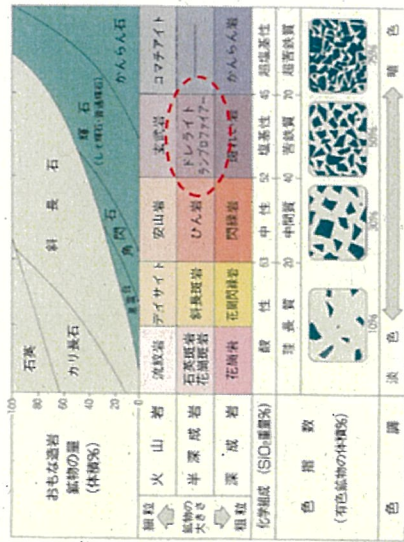 おもな造岩
鉱物の量
(体積%)
100
80
60
40
20
石英
カリ長石
斜長石
黒雲母
角閃石
輝石
(しそ輝石・普通輝石)
かんらん石
細粒
鉱物の
大きさ
粗粒
火山岩
流紋岩
デイサイト
安山岩
玄武岩
コマチアイト
半深成岩
石英斑岩
花崗斑岩
斜長斑岩
ひん岩
ドレライト
ランプロファイアー
深成岩
花崗岩
花崗閃緑岩
閃緑岩
斑れい岩
かんらん岩
化学組成 (SiO₂重量%)
酸性
63
中性
52
塩基性
45
超塩基性
珪長質
20
中間質
40
苦鉄質
70
超苦鉄質
色指数
(有色鉱物の体積%)
10%
30%
50%
75%
色調
淡色
暗色